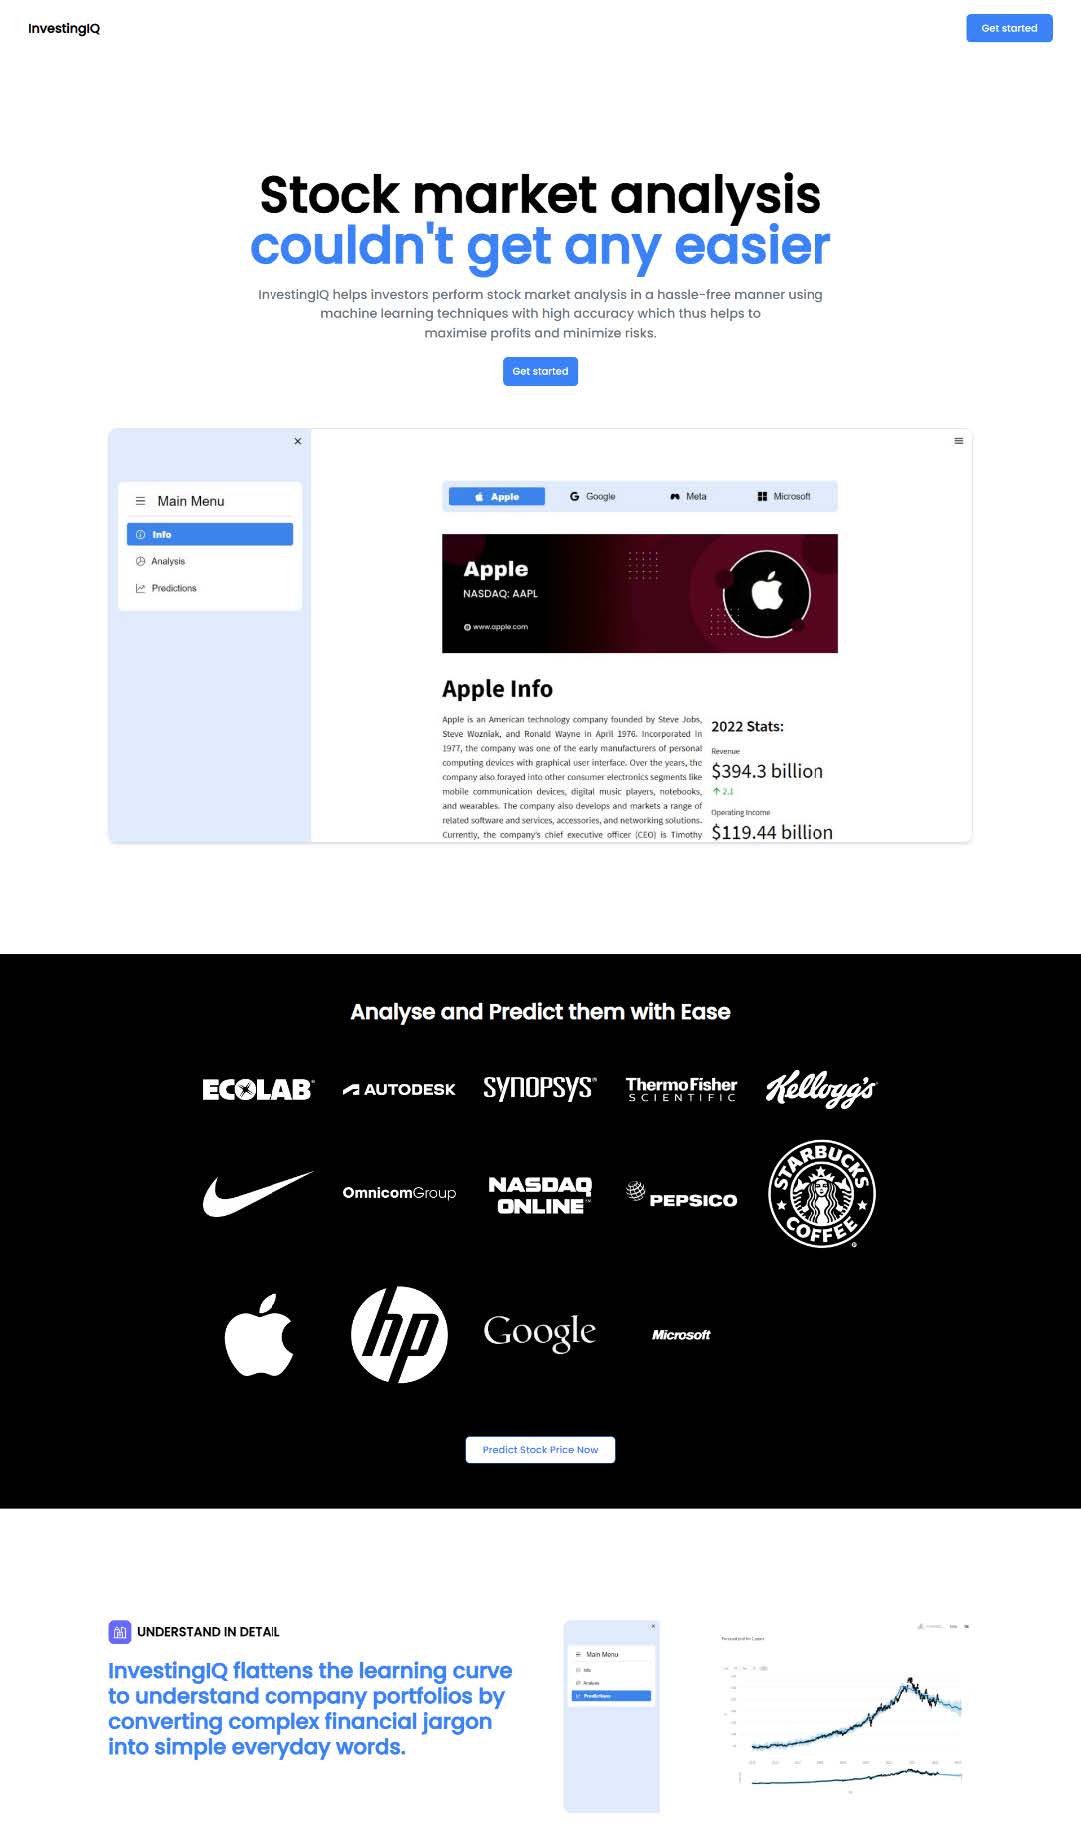 InvestingIQ
Get started
Stock market analysis
couldn't get any easier
InvestingIQ helps investors perform stock market analysis in a hassle-free manner using
machine learning techniques with high accuracy which thus helps to
maximise profits and minimize risks.
Get started
Main Menu
Info
Analysis
Predictions
Apple
Google
Meta
Microsoft
Apple
NASDAQ: AAPL
www.apple.com
Apple Info
Apple is an American technology company founded by Steve Jobs,
Steve Wozniak, and Ronald Wayne in April 1976. Incorporated in
1977, the company was one of the early manufacturers of personal
computing devices with graphical user interface. Over the years, the
company also forayed into other consumer electronics segments like
mobile communication devices, digital music players, notebooks,
and wearables. The company also develops and markets a range of
related software and services, accessories, and networking solutions.
Currently, the company's chief executive officer (CEO) is Timothy
2022 Stats:
Revenue
$394.3 billion
↑ 2.1
Operating Income
$119.44 billion
Analyse and Predict them with Ease
ECOLAB®
AUTODESK
SYNOPSYS®
ThermoFisher
SCIENTIFIC
Kellogg's
OmnicomGroup
NASDAQ
ONLINE
PEPSICO
STARBUCKS
COFFEE
hp
Google
Microsoft
Predict Stock Price Now
UNDERSTAND IN DETAIL
InvestingIQ flattens the learning curve
to understand company portfolios by
converting complex financial jargon
into simple everyday words.
Main Menu
Info
Analysis
Predictions